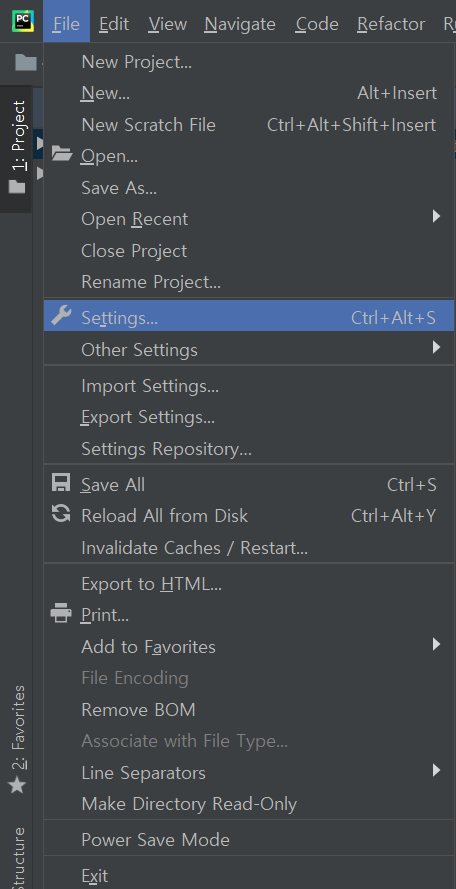 PC
File Edit View Navigate Code Refactor
New Project...
New... Alt+Insert
New Scratch File Ctrl+Alt+Shift+Insert
Open...
Save As...
Open Recent
Close Project
Rename Project...
Settings... Ctrl+Alt+S
Other Settings
Import Settings...
Export Settings...
Settings Repository...
Save All Ctrl+S
Reload All from Disk Ctrl+Alt+Y
Invalidate Caches / Restart...
Export to HTML...
Print...
Add to Favorites
File Encoding
Remove BOM
Associate with File Type...
Line Separators
Make Directory Read-Only
Power Save Mode
Exit
1: Project
2: Favorites
Structure